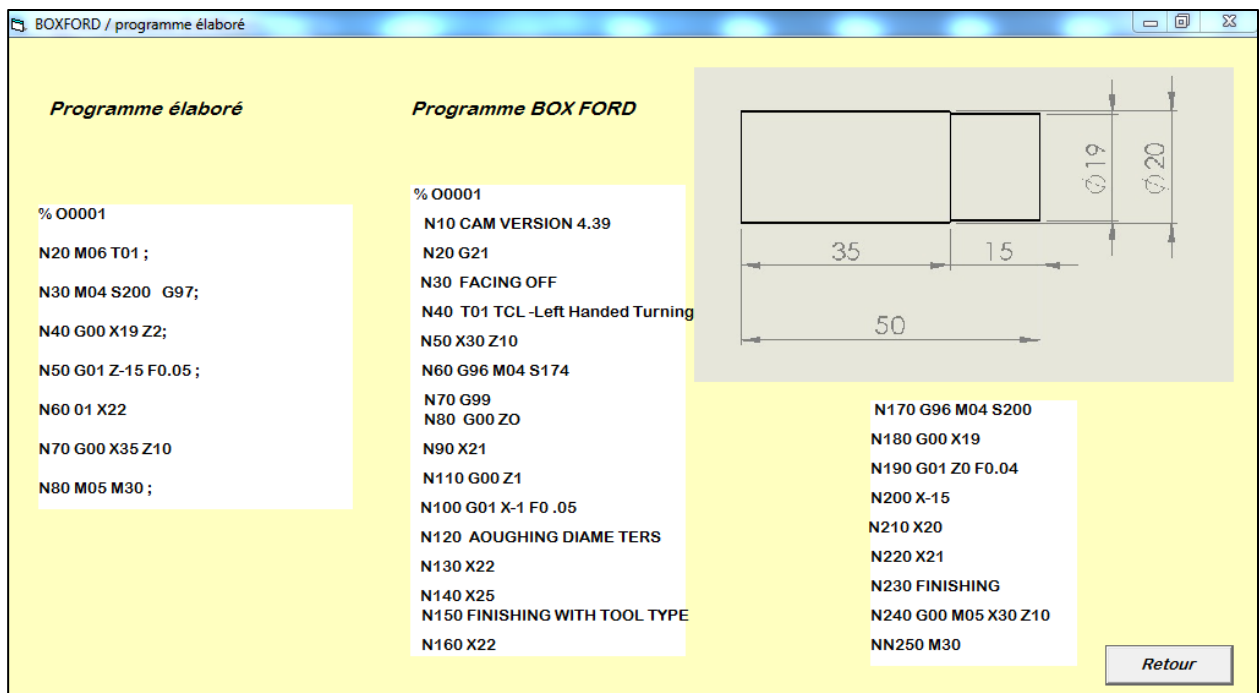 BOXFORD / programme élaboré
Programme élaboré
% O0001
N20 M06 T01 ;
N30 M04 S200 G97;
N40 G00 X19 Z2;
N50 G01 Z-15 F0.05 ;
N60 01 X22
N70 G00 X35 Z10
N80 M05 M30 ;
Programme BOX FORD
% O0001
N10 CAM VERSION 4.39
N20 G21
N30 FACING OFF
N40 T01 TCL -Left Handed Turning
N50 X30 Z10
N60 G96 M04 S174
N70 G99
N80 G00 ZO
N90 X21
N110 G00 Z1
N100 G01 X-1 F0 .05
N120 AOUGHING DIAME TERS
N130 X22
N140 X25
N150 FINISHING WITH TOOL TYPE
N160 X22
35
15
50
Ø19
Ø20
N170 G96 M04 S200
N180 G00 X19
N190 G01 Z0 F0.04
N200 X-15
N210 X20
N220 X21
N230 FINISHING
N240 G00 M05 X30 Z10
NN250 M30
Retour